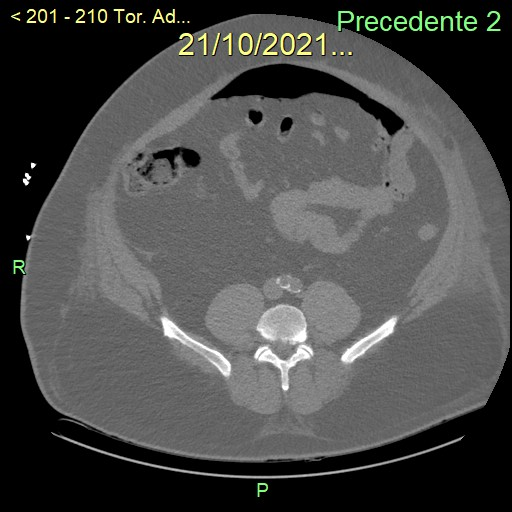 < 201 - 210 Tor. Ad...
Precedente 2
21/10/2021...
R
P